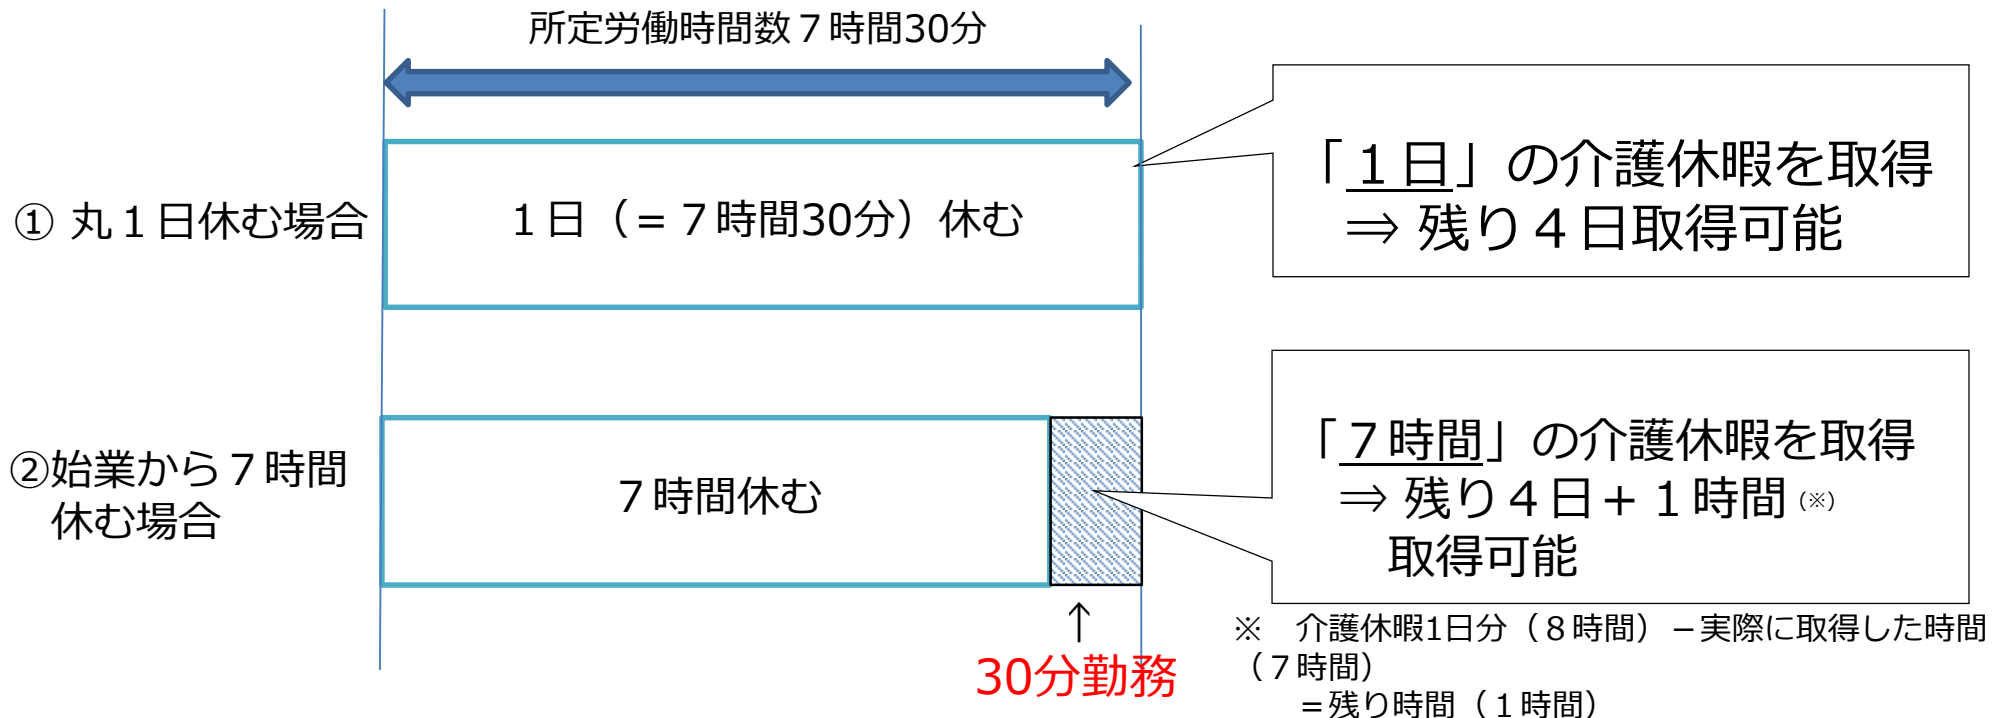 所定労働時間数７時間30分
① 丸１日休む場合
１日（＝７時間30分）休む
「１日」の介護休暇を取得
⇒ 残り４日取得可能
②始業から７時間
休む場合
７時間休む
「７時間」の介護休暇を取得
⇒ 残り４日＋１時間（※）
取得可能
↑
30分勤務
※　介護休暇1日分（８時間）－実際に取得した時間
（７時間）
＝残り時間（１時間）